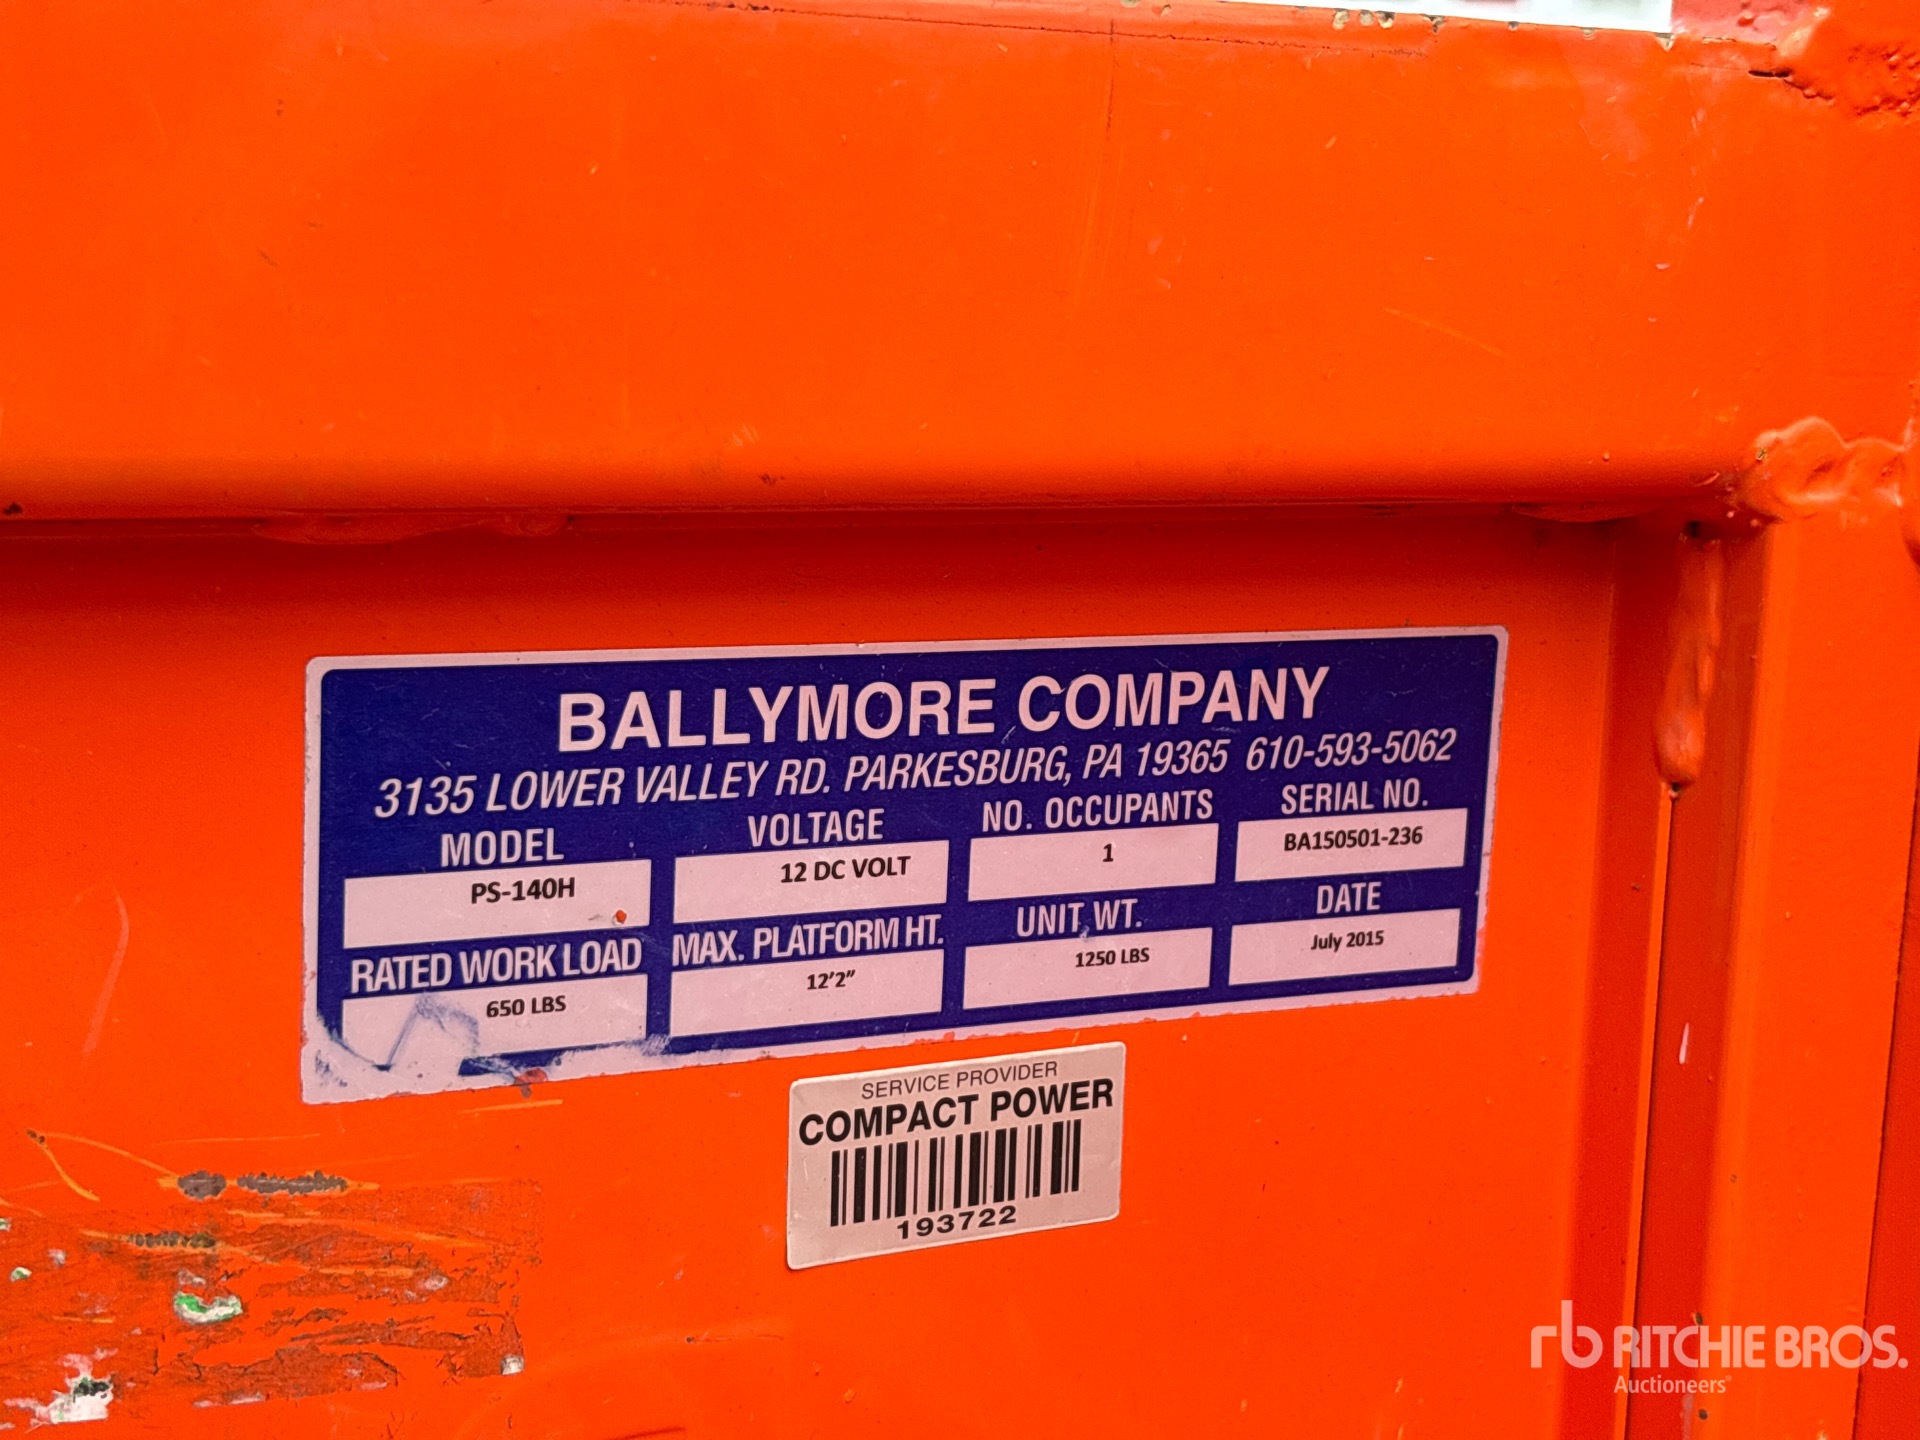 BALLYMORE COMPANY
3135 LOWER VALLEY RD. PARKESBURG, PA 19365 610-593-5062
MODEL VOLTAGE NO. OCCUPANTS SERIAL NO.
PS-140H 12 DC VOLT 1 BA150501-236
RATED WORK LOAD MAX. PLATFORM HT. UNIT WT. DATE
650 LBS 12'2" 1250 LBS July 2015
SERVICE PROVIDER
COMPACT POWER
193722
rb RITCHIE BROS.
Auctioneers